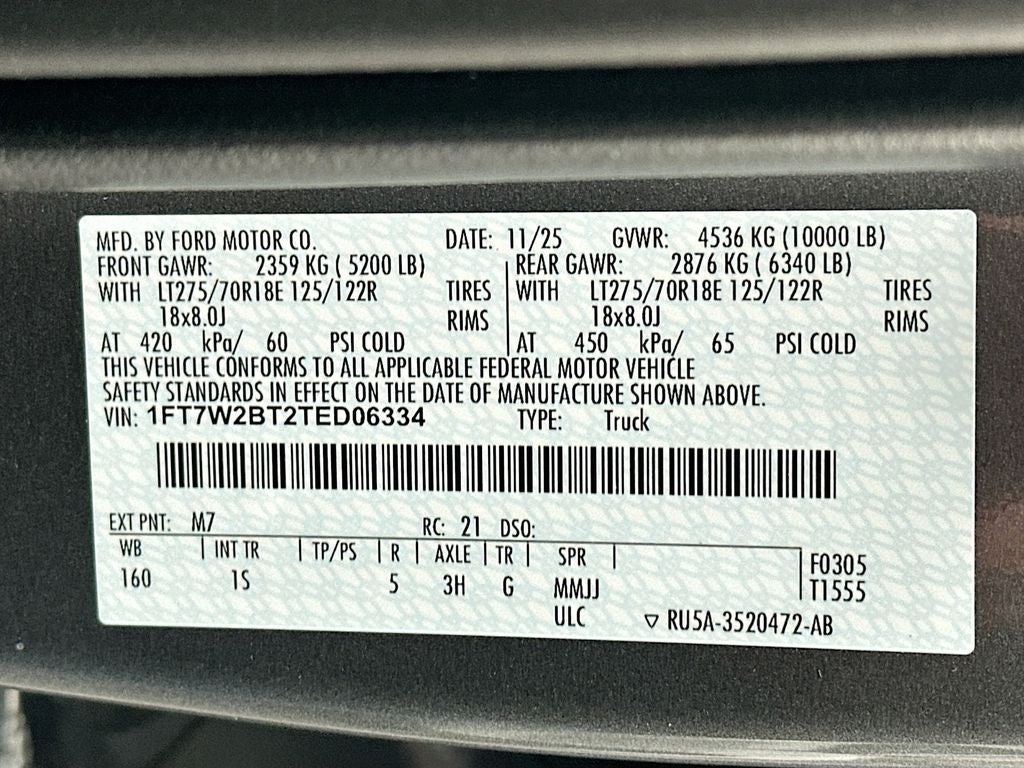 MFD. BY FORD MOTOR CO. DATE: 11/25 GVWR: 4536 KG (10000 LB)
FRONT GAWR: 2359 KG ( 5200 LB) REAR GAWR: 2876 KG ( 6340 LB)
WITH LT275/70R18E 125/122R TIRES WITH LT275/70R18E 125/122R TIRES
18x8.0J RIMS 18x8.0J RIMS
AT 420 kPa/ 60 PSI COLD AT 450 kPa/ 65 PSI COLD
THIS VEHICLE CONFORMS TO ALL APPLICABLE FEDERAL MOTOR VEHICLE
SAFETY STANDARDS IN EFFECT ON THE DATE OF MANUFACTURE SHOWN ABOVE.
VIN: 1FT7W2BT2TED06334 TYPE: Truck
EXT PNT: M7 RC: 21 DSO:
WB INT TR TP/PS R AXLE TR SPR F0305
160 1S 5 3H G MMJJ T1555
ULC ▽ RU5A-3520472-AB